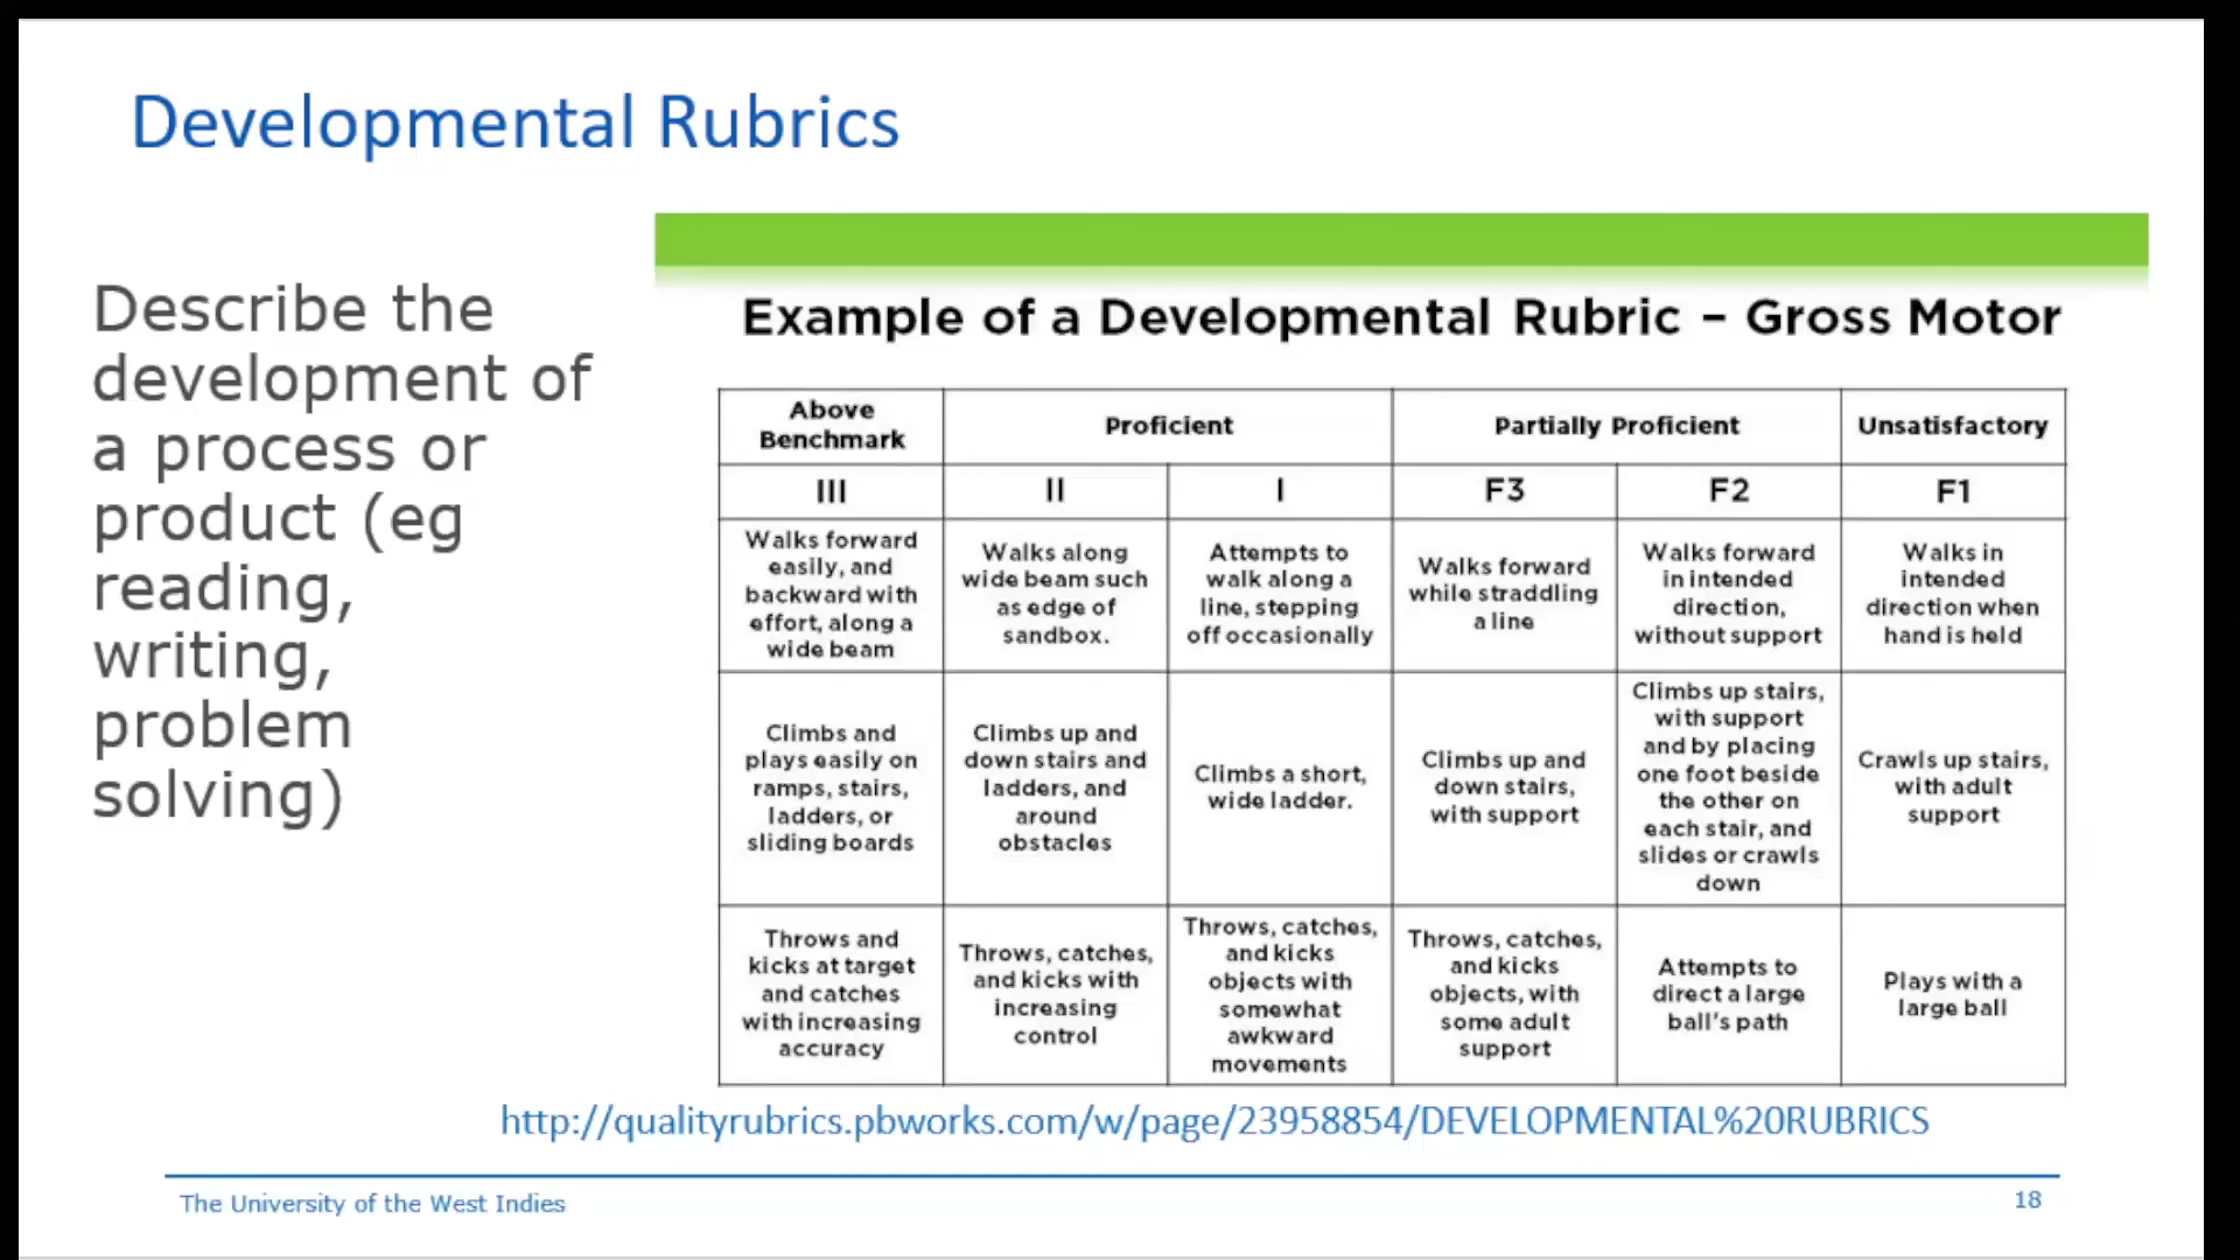 Developmental Rubrics
Describe the
development of
a process or
product (eg
reading,
writing,
problem
solving)
Example of a Developmental Rubric – Gross Motor
Above
Benchmark
Proficient
Partially Proficient
Unsatisfactory
III
II
I
F3
F2
F1
Walks forward
easily, and
backward with
effort, along a
wide beam
Walks along
wide beam such
as edge of
sandbox.
Attempts to
walk along a
line, stepping
off occasionally
Walks forward
while straddling
a line
Walks forward
in intended
direction,
without support
Walks in
intended
direction when
hand is held
Climbs and
plays easily on
ramps, stairs,
ladders, or
sliding boards
Climbs up and
down stairs and
ladders, and
around
obstacles
Climbs a short,
wide ladder.
Climbs up and
down stairs,
with support
Climbs up stairs,
with support
and by placing
one foot beside
the other on
each stair, and
slides or crawls
down
Crawls up stairs,
with adult
support
Throws and
kicks at target
and catches
with increasing
accuracy
Throws, catches,
and kicks with
increasing
control
Throws, catches,
and kicks
objects with
somewhat
awkward
movements
Throws, catches,
and kicks
objects, with
some adult
support
Attempts to
direct a large
ball's path
Plays with a
large ball
http://qualityrubrics.pbworks.com/w/page/23958854/DEVELOPMENTAL%20RUBRICS
The University of the West Indies
18